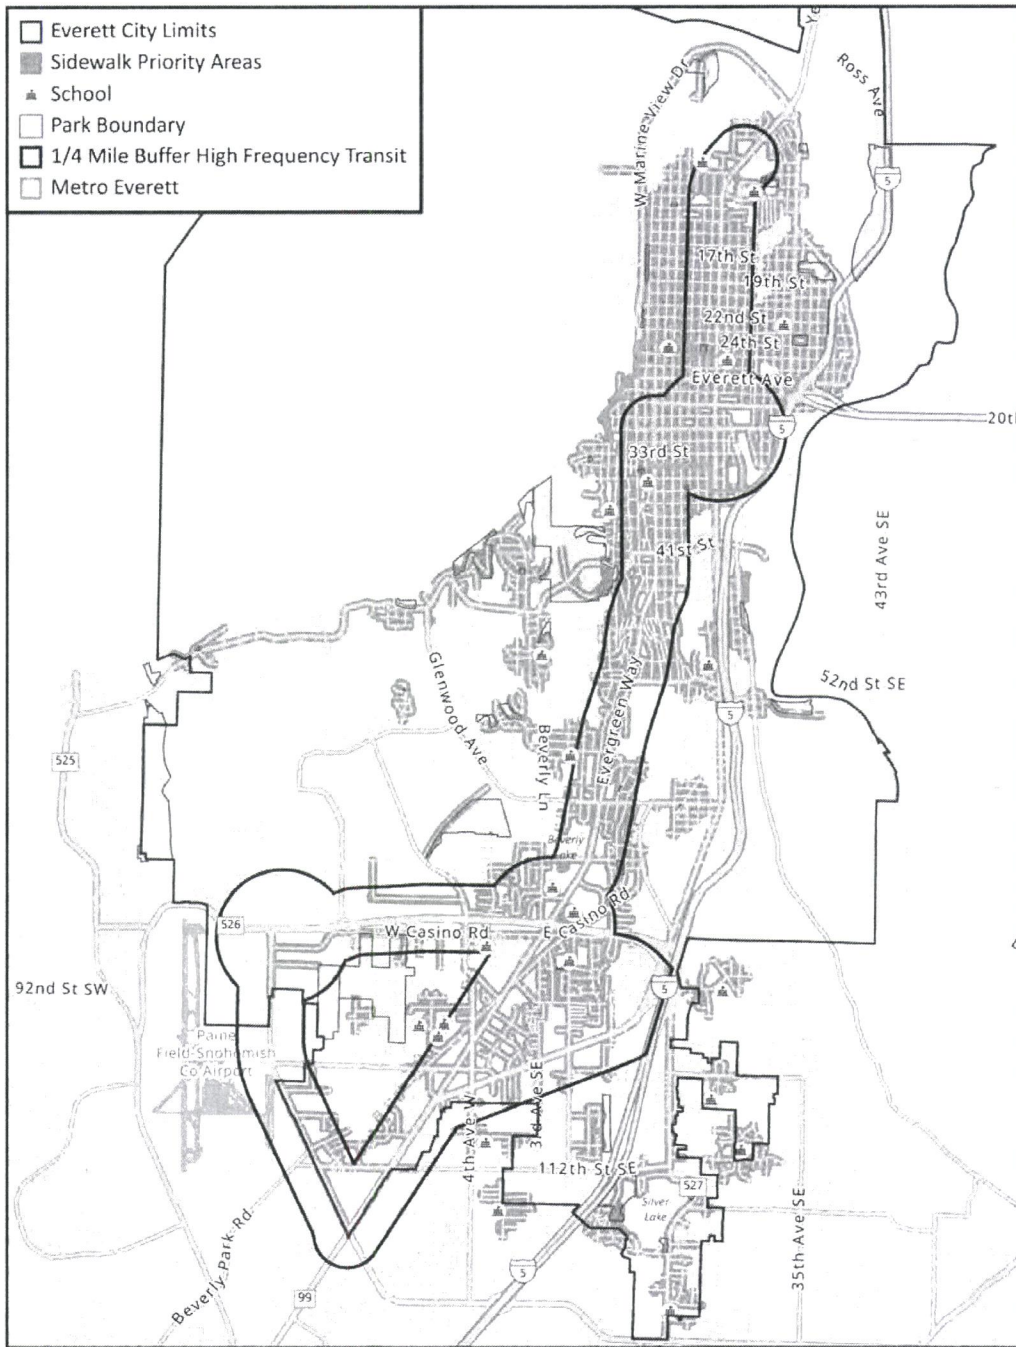 Everett City Limits
Sidewalk Priority Areas
School
Park Boundary
1/4 Mile Buffer High Frequency Transit
Metro Everett
Ye
Ross Ave
W Marine View Dr
5
17th St
19th St
22nd St
24th St
Everett Ave
20th
5
33rd St
41st St
43rd Ave SE
Glenwood Ave
52nd St SE
Evergreen Way
5
Beverly Ln
525
Beverly
Lake
526
W Casino Rd
E Casino Rd
92nd St SW
5
Paine
Field-Snohomish
Co Airport
4th Ave W
3rd Ave SE
112th St SE
527
Silver
Lake
35th Ave SE
Beverly Park Rd
5
99